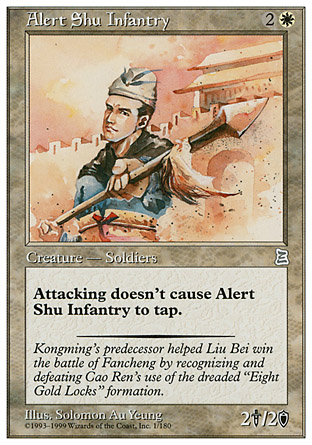 Alert Shu Infantry 2
Creature — Soldiers
Attacking doesn't cause Alert
Shu Infantry to tap.
Kongming's predecessor helped Liu Bei win
the battle of Fancheng by recognizing and
defeating Cao Ren's use of the dreaded "Eight
Gold Locks" formation.
Illus. Solomon Au Yeung
©1993-1999 Wizards of the Coast, Inc. 1/180
2/2